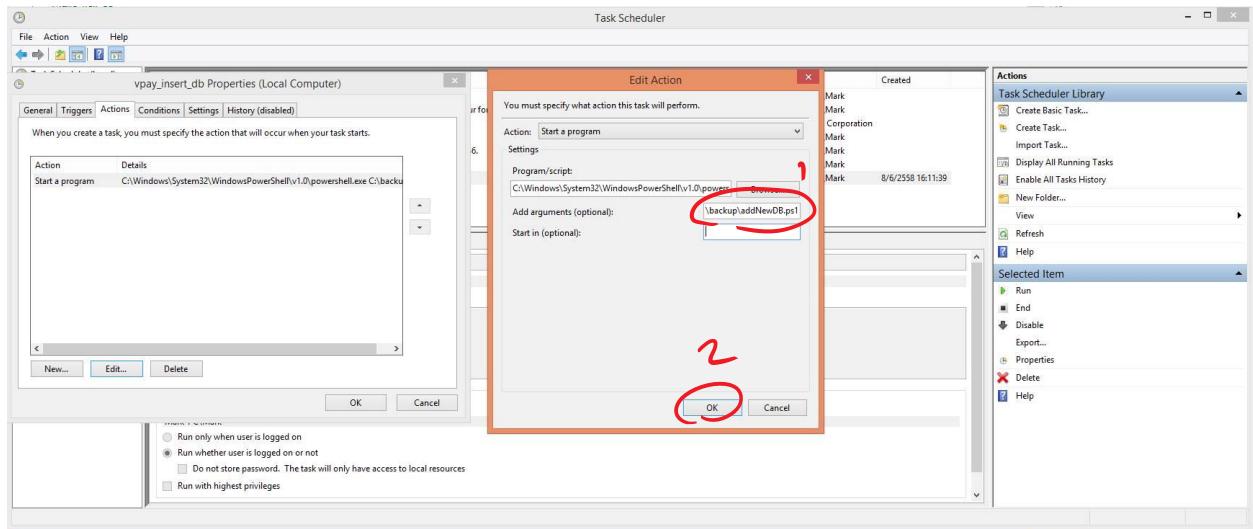 Task Scheduler
File Action View Help
vpay_insert_db Properties (Local Computer)
General Triggers Actions Conditions Settings History (disabled)
When you create a task, you must specify the action that will occur when your task starts.
Action Details
Start a program C:\Windows\System32\WindowsPowerShell\v1.0\powershell.exe C:\backu
New... Edit... Delete
OK Cancel
Edit Action
You must specify what action this task will perform.
Action: Start a program
Settings
Program/script:
1
C:\Windows\System32\WindowsPowerShell\v1.0\powers
Add arguments (optional): \backup\addNewDB.ps1
Start in (optional):
2
OK Cancel
Created
Mark
Mark
Corporation
Mark
Mark
Mark
Mark 8/6/2558 16:11:39
Run only when user is logged on
Run whether user is logged on or not
Do not store password. The task will only have access to local resources
Run with highest privileges
Actions
Task Scheduler Library
Create Basic Task...
Create Task...
Import Task...
Display All Running Tasks
Enable All Tasks History
New Folder...
View
Refresh
Help
Selected Item
Run
End
Disable
Export...
Properties
Delete
Help